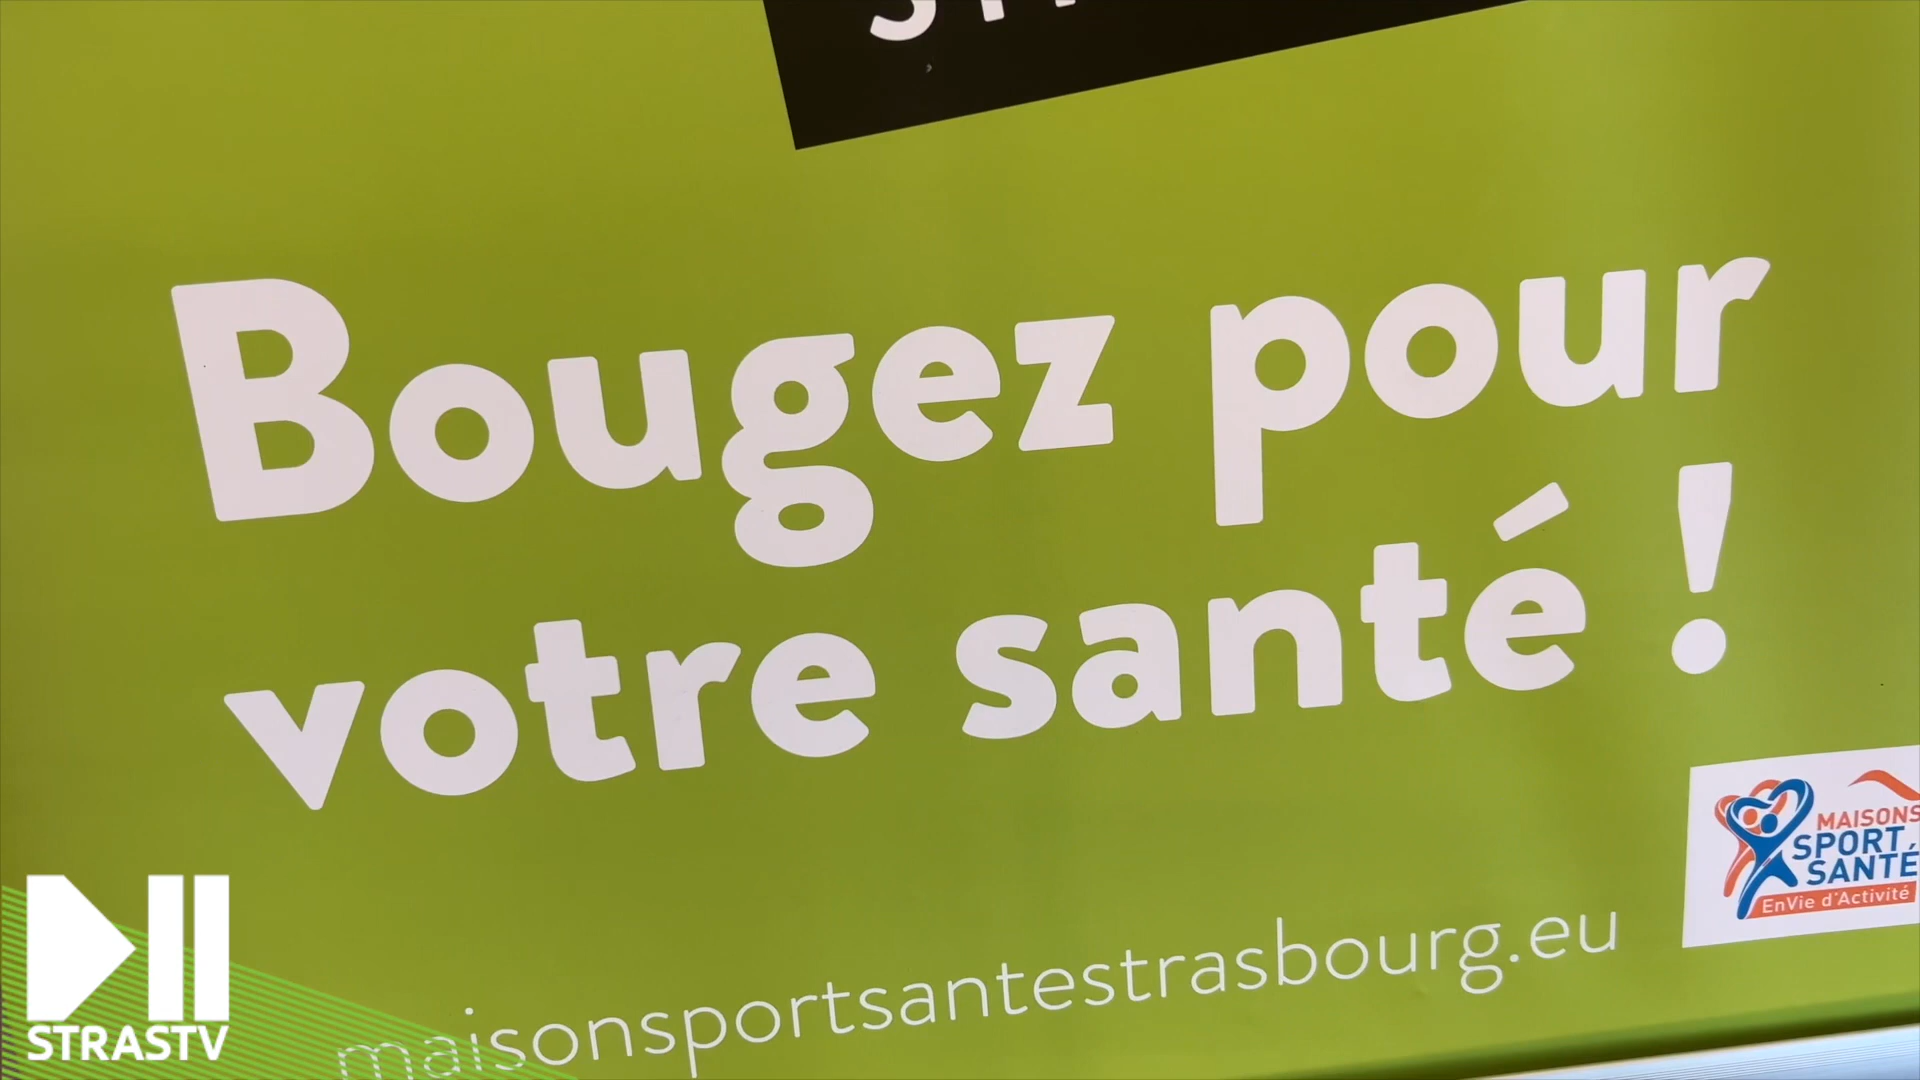 Bougez pour
votre santé !
MAISONS
SPORT
SANTÉ
EnVie d'Activité
maisonsportsantestrasbourg.eu
STRASTV